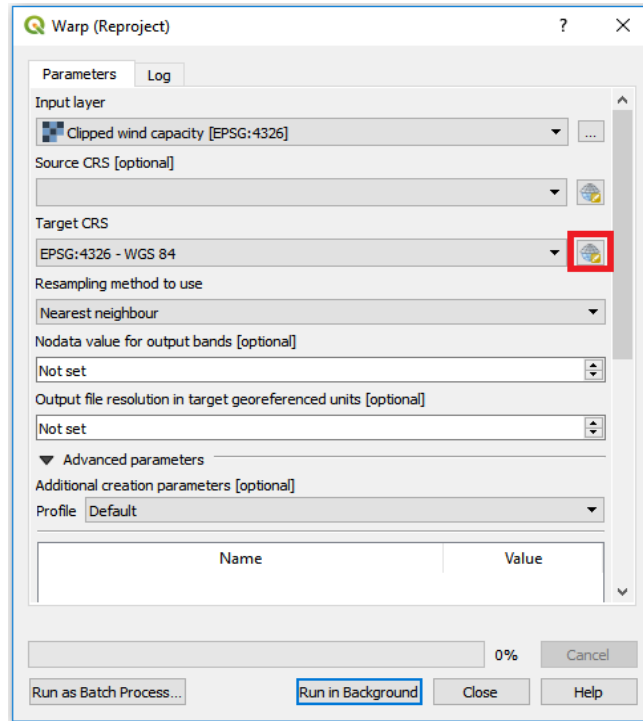 Warp (Reproject) ? ×
Parameters Log
Input layer
Clipped wind capacity [EPSG:4326] ...
Source CRS [optional]
Target CRS
EPSG:4326 - WGS 84
Resampling method to use
Nearest neighbour
Nodata value for output bands [optional]
Not set
Output file resolution in target georeferenced units [optional]
Not set
Advanced parameters
Additional creation parameters [optional]
Profile Default
Name Value
0% Cancel
Run as Batch Process... Run in Background Close Help